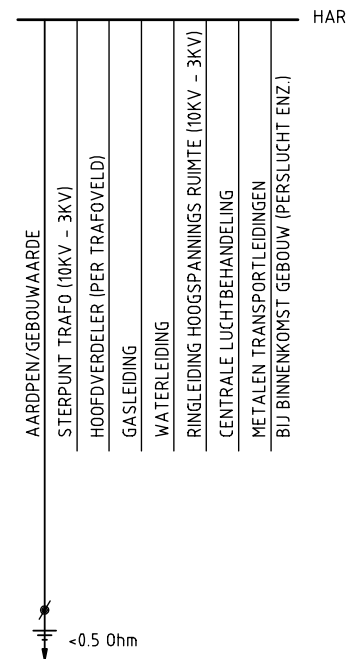 HAR
AARDPEN/GEBOUWAARDE
STERPUNT TRAFO (10KV - 3KV)
HOOFDVERDELER (PER TRAFOVELD)
GASLEIDING
WATERLEIDING
RINGLEIDING HOOGSPANNINGS RUIMTE (10KV - 3KV)
CENTRALE LUCHTBEHANDELING
METALEN TRANSPORTLEIDINGEN
BIJ BINNENKOMST GEBOUW (PERSLUCHT ENZ.)
<0.5 Ohm